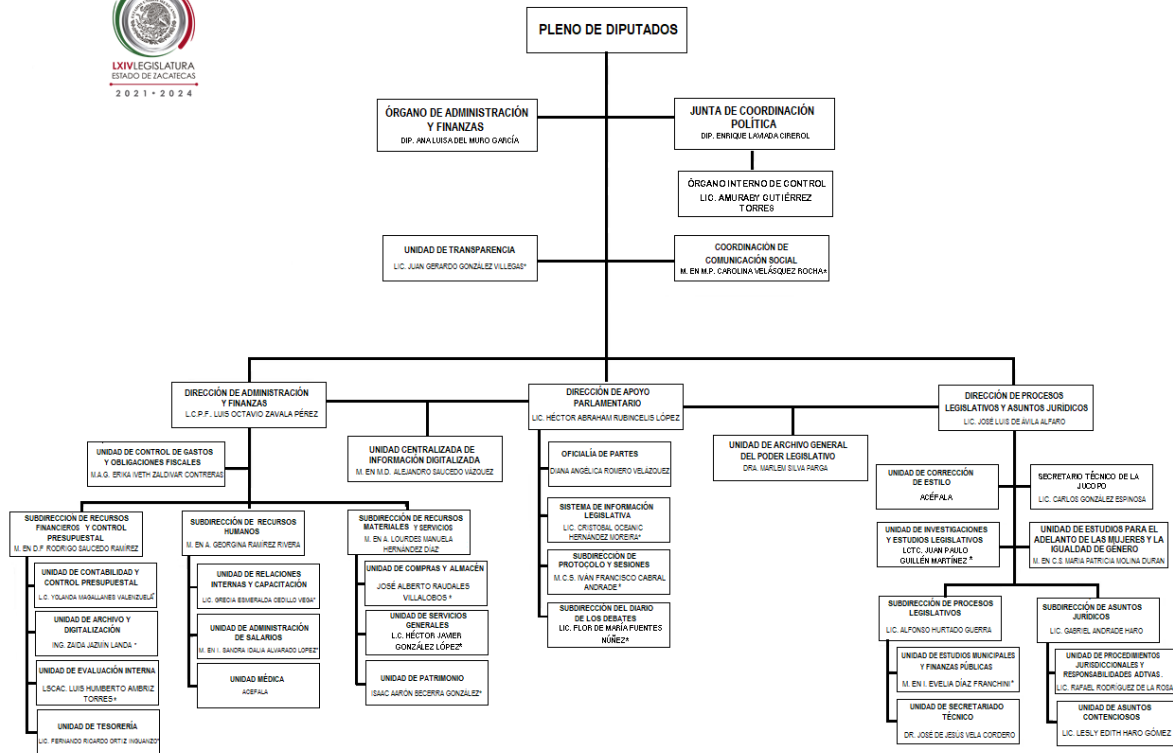 LXIVLEGISLATURA
ESTADO DE ZACATECAS
2021 • 2024
PLENO DE DIPUTADOS
ÓRGANO DE ADMINISTRACIÓN
Y FINANZAS
DIP. ANA LUISA DEL MURO GARCÍA
JUNTA DE COORDINACIÓN
POLÍTICA
DIP. ENRIQUE LAVIADA CIREROL
ÓRGANO INTERNO DE CONTROL
LIC. AMURABY GUTIÉRREZ
TORRES
UNIDAD DE TRANSPARENCIA
LIC. JUAN GERARDO GONZÁLEZ VILLEGAS*
COORDINACIÓN DE
COMUNICACIÓN SOCIAL
M. EN M.P. CAROLINA VELÁSQUEZ ROCHA*
DIRECCIÓN DE ADMINISTRACIÓN
Y FINANZAS
L.C.P.F. LUIS OCTAVIO ZAVALA PÉREZ
DIRECCIÓN DE APOYO
PARLAMENTARIO
LIC. HÉCTOR ABRAHAM RUBINCELIS LÓPEZ
DIRECCIÓN DE PROCESOS
LEGISLATIVOS Y ASUNTOS JURÍDICOS
LIC. JOSÉ LUIS DE AVILA ALFARO
UNIDAD DE CONTROL DE GASTOS
Y OBLIGACIONES FISCALES
M.A.G. ERIKA IVETH ZALDIVAR CONTRERAS
UNIDAD CENTRALIZADA DE
INFORMACIÓN DIGITALIZADA
M. EN M.D. ALEJANDRO SAUCEDO VÁZQUEZ
UNIDAD DE ARCHIVO GENERAL
DEL PODER LEGISLATIVO
DRA. MARLEM SILVA PARGA
SUBDIRECCION DE RECURSOS
FINANCIEROS Y CONTROL
PRESUPUESTAL
M. EN D.F RODRIGO SAUCEDO RAMÍREZ
UNIDAD DE CONTABILIDAD Y
CONTROL PRESUPUESTAL
L.C. YOLANDA MAGALLANES VALENZUELA*
UNIDAD DE ARCHIVO Y
DIGITALIZACIÓN
ING. ZAIDA JAZMÍN LANDA *
UNIDAD DE EVALUACIÓN INTERNA
LSCAC. LUIS HUMBERTO AMBRIZ
TORRES*
UNIDAD DE TESORERÍA
LIC. FERNANDO RICARDO ORTIZ INGUANZO*
SUBDIRECCIÓN DE RECURSOS
HUMANOS
M. EN A. GEORGINA RAMÍREZ RIVERA
UNIDAD DE RELACIONES
INTERNAS Y CAPACITACIÓN
LIC. GRECIA ESMERALDA CEDILLO VEGA*
UNIDAD DE ADMINISTRACIÓN
DE SALARIOS
M. EN I. SANDRA IDALIA ALVARADO LOPEZ*
UNIDAD MÉDICA
ACÉFALA
SUBDIRECCIÓN DE RECURSOS
MATERIALES Y SERVICIOS
M. EN A. LOURDES MANUELA
HERNÁNDEZ DÍAZ
UNIDAD DE COMPRAS Y ALMACÉN
JOSÉ ALBERTO RAUDALES
VILLALOBOS *
UNIDAD DE SERVICIOS
GENERALES
L.C. HÉCTOR JAVIER
GONZÁLEZ LÓPEZ*
UNIDAD DE PATRIMONIO
ISAAC AARÓN BECERRA GONZÁLEZ*
OFICIALÍA DE PARTES
DIANA ANGÉLICA ROMERO VELÁZQUEZ
SISTEMA DE INFORMACIÓN
LEGISLATIVA
LIC. CRISTOBAL OCEANIC
HERNÁNDEZ MOREIRA*
SUBDIRECCIÓN DE
PROTOCOLO Y SESIONES
M.C.S. IVÁN FRANCISCO CABRAL
ANDRADE *
SUBDIRECCIÓN DEL DIARIO
DE LOS DEBATES
LIC. FLOR DE MARÍA FUENTES
NÚÑEZ*
UNIDAD DE CORRECCIÓN
DE ESTILO
ACÉFALA
SECRETARIO TÉCNICO DE LA
JUCOPO
LIC. CARLOS GONZÁLEZ ESPINOSA
UNIDAD DE INVESTIGACIONES
Y ESTUDIOS LEGISLATIVOS
LCTC. JUAN PAULO
GUILLÉN MARTÍNEZ *
UNIDAD DE ESTUDIOS PARA EL
ADELANTO DE LAS MUJERES Y LA
IGUALDAD DE GÉNERO
M. EN C.S. MARIA PATRICIA MOLINA DURAN
SUBDIRECCIÓN DE PROCESOS
LEGISLATIVOS
LIC. ALFONSO HURTADO GUERRA
UNIDAD DE ESTUDIOS MUNICIPALES
Y FINANZAS PÚBLICAS
M. EN I. EVELIA DÍAZ FRANCHINI*
UNIDAD DE SECRETARIADO
TÉCNICO
DR. JOSÉ DE JESÚS VELA CORDERO
SUBDIRECCIÓN DE ASUNTOS
JURÍDICOS
LIC. GABRIEL ANDRADE HARO
UNIDAD DE PROCEDIMIENTOS
JURISDICCIONALES Y
RESPONSABILIDADES ADTVAS.
LIC. RAFAEL RODRIGUEZ DE LA ROSA
UNIDAD DE ASUNTOS
CONTENCIOSOS
LIC. LESLY EDITH HARO GÓMEZ